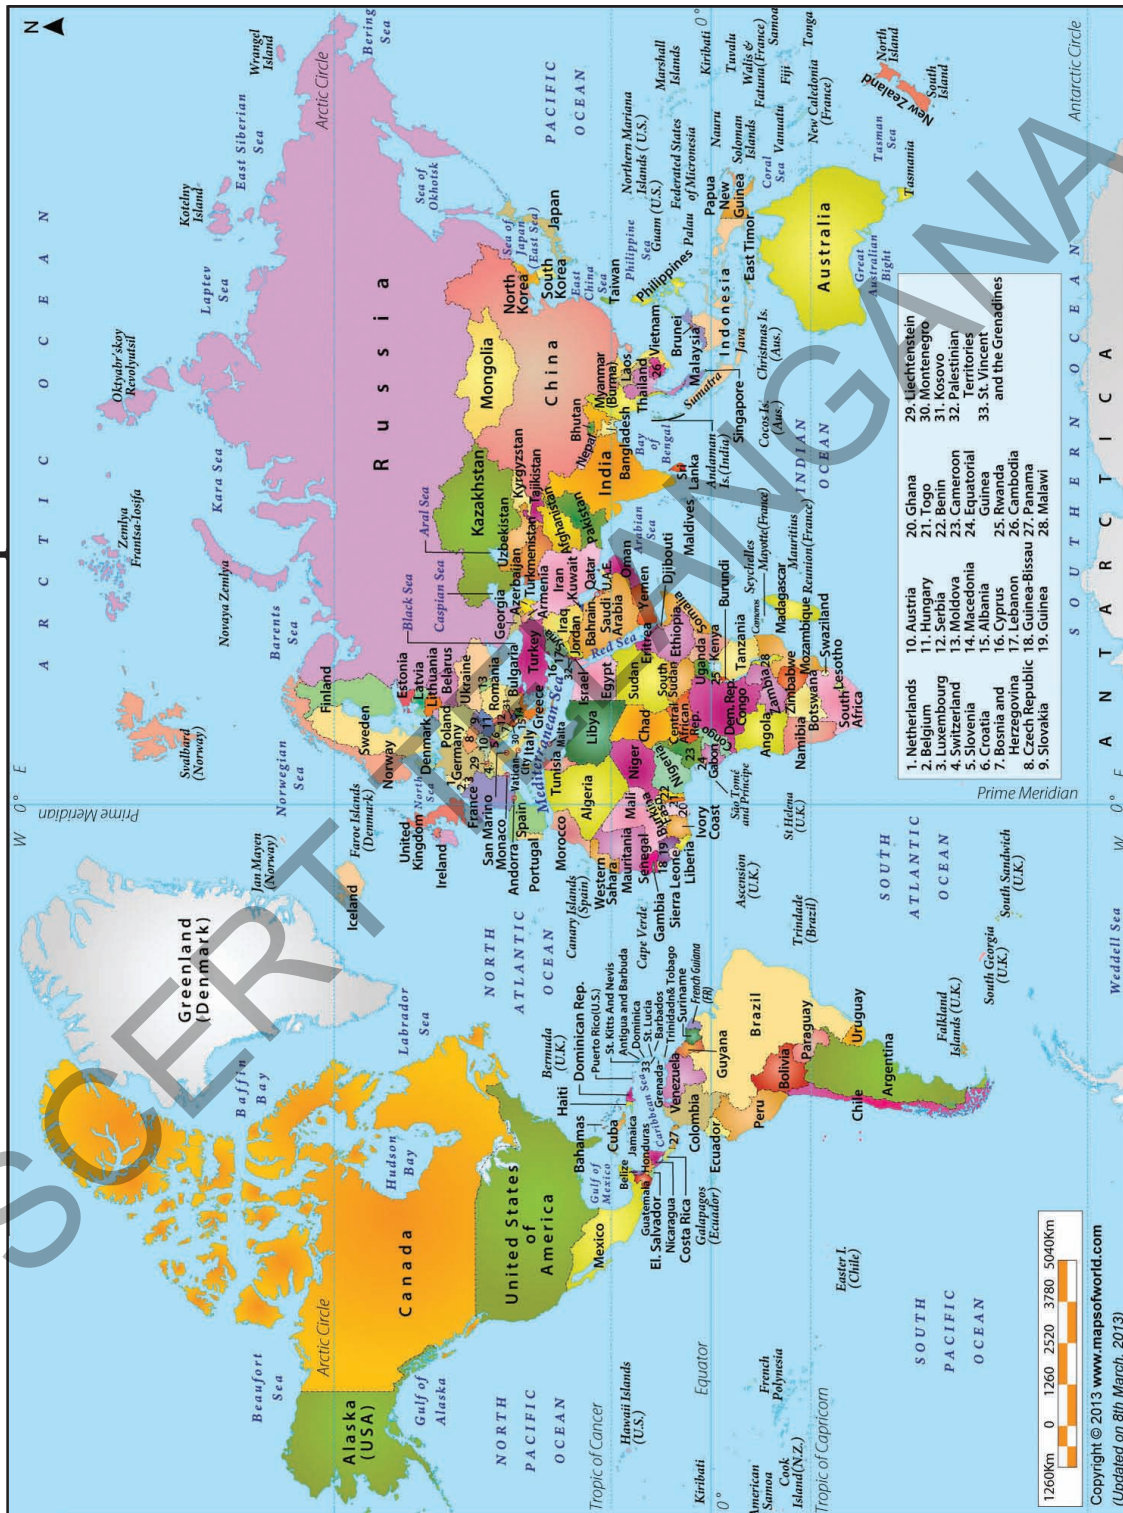 N
ARCTIC OCEAN
W 0° E
Prime Meridian
Arctic Circle
Arctic Circle
Beaufort
Sea
Baffin
Bay
Greenland
(Denmark)
Jan Mayen
(Norway)
Svalbard
(Norway)
Zemlya
Frantsa-Iosifa
Oktyabr'skoy
Revolyutsil
Kotelny
Island
Wrangel
Island
Novaya Zemlya
Barents
Sea
Kara Sea
Laptev
Sea
East Siberian
Sea
Bering
Sea
Alaska
(USA)
Gulf of
Alaska
Canada
Hudson
Bay
Labrador
Sea
Iceland
Faroe Islands
(Denmark)
Norwegian
Sea
Norway
Sweden
Finland
Russia
Sea of
Okhotsk
United
Kingdom
Ireland
North
Sea
Denmark
Estonia
Latvia
Lithuania
Belarus
Poland
Germany
Ukraine
France
San Marino
Monaco
Andorra
Spain
Portugal
Vatican
City
Italy
Romania
Bulgaria
Greece
Turkey
Black Sea
Caspian Sea
Aral Sea
Georgia
Azerbaijan
Armenia
Turkmenistan
Uzbekistan
Kazakhstan
Kyrgyzstan
Tajikistan
Mongolia
China
North
Korea
South
Korea
Sea of
Japan
(East Sea)
Japan
NORTH
PACIFIC
OCEAN
United States
of
America
NORTH
ATLANTIC
OCEAN
Mediterranean Sea
Malta
Tunisia
Morocco
Algeria
Libya
Egypt
Israel
Jordan
Iraq
Iran
Kuwait
Bahrain
Qatar
U.A.E.
Saudi
Arabia
Oman
Yemen
Red Sea
Afghanistan
Pakistan
India
Nepal
Bhutan
Bangladesh
Myanmar
(Burma)
Laos
Thailand
Vietnam
East
China
Sea
Taiwan
Philippine
Sea
Philippines
PACIFIC
OCEAN
Tropic of Cancer
Hawaii Islands
(U.S.)
Mexico
Gulf of
Mexico
Bahamas
Cuba
Haiti
Dominican Rep.
Puerto Rico(U.S.)
St. Kitts And Nevis
Antigua and Barbuda
Dominica
St. Lucia
Barbados
Grenada
Trinidad& Tobago
Bermuda
(U.K.)
Belize
Jamaica
Guatemala
Honduras
El. Salvador
Nicaragua
Costa Rica
Caribbean Sea
Venezuela
Colombia
Guyana
Suriname
French Guiana
(FR)
Ecuador
Galapagos
(Ecuador)
Peru
Brazil
Bolivia
Paraguay
Chile
Argentina
Uruguay
Canary Islands
(Spain)
Western
Sahara
Mauritania
Mali
Niger
Chad
Sudan
Eritrea
Cape Verde
Senegal
Gambia
Sierra Leone
Liberia
Burkina
Faso
Ivory
Coast
Nigeria
Central
African
Rep.
South
Sudan
Ethiopia
Djibouti
Somalia
Uganda
Kenya
Burundi
Gabon
Congo
Dem. Rep.
Congo
Sao Tomé
and Principe
Tanzania
Angola
Zambia
Mozambique
Zimbabwe
Namibia
Botswana
Swaziland
Lesotho
South
Africa
Madagascar
Comoros
Seychelles
Mayotte(France)
Mauritius
Reunion(France)
Arabian
Sea
Maldives
Sri
Lanka
Bay
of
Bengal
Andaman
Is.(India)
Malaysia
Brunei
Singapore
Sumatra
Indonesia
Java
East Timor
Papua
New
Guinea
Cocos Is.
(Aus.)
Christmas Is.
(Aus.)
INDIAN
OCEAN
Northern Mariana
Islands ( U.S.)
Guam (U.S.)
Palau
Federated States
of Micronesia
Marshall
Islands
Nauru
Kiribati
Soloman
Islands
Tuvalu
Walis &
Fatuna(France)
Samoa
Vanuatu
Fiji
Tonga
New Caledonia
(France)
Coral
Sea
Australia
Great
Australian
Bight
Tasman
Sea
Tasmania
New Zealand
North
Island
South
Island
Equator
0°
0°
Kiribati
American
Samoa
Cook
Island(N.Z.)
French
Polynesia
Tropic of Capricorn
Easter I.
(Chile)
SOUTH
PACIFIC
OCEAN
Ascension
(U.K.)
St Helena
(U.K.)
Trindade
(Brazil)
SOUTH
ATLANTIC
OCEAN
Falkland
Islands (U.K.)
South Georgia
(U.K.)
South Sandwich
(U.K.)
Prime Meridian
1. Netherlands
2. Belgium
3. Luxembourg
4. Switzerland
5. Slovenia
6. Croatia
7. Bosnia and
Herzegovina
8. Czech Republic
9. Slovakia
10. Austria
11. Hungary
12. Serbia
13. Moldova
14. Macedonia
15. Albania
16. Cyprus
17. Lebanon
18. Guinea-Bissau
19. Guinea
20. Ghana
21. Togo
22. Benin
23. Cameroon
24. Equatorial
Guinea
25. Rwanda
26. Cambodia
27. Panama
28. Malawi
29. Liechtenstein
30. Montenegro
31. Kosovo
32. Palestinian
Territories
33. St. Vincent
and the Grenadines
SOUTHERN OCEAN
Antarctic Circle
Weddell Sea
W 0° E
ANTARCTICA
1260Km 0 1260 2520 3780 5040Km
Copyright © 2013 www.mapsofworld.com
(Updated on 8th March, 2013)
SCERT TELANGANA